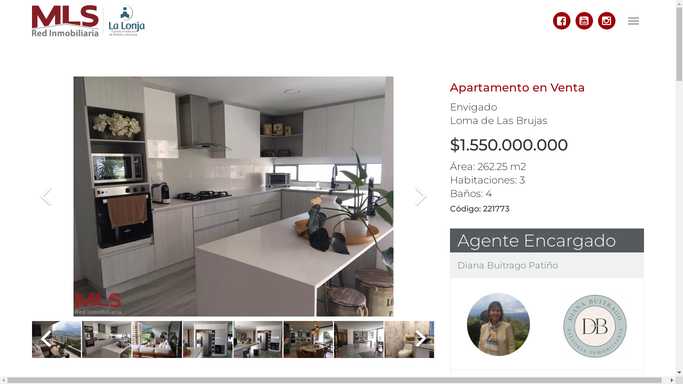 MLS
Red Inmobiliaria
La Lonja
Apartamento en Venta
Envigado
Loma de Las Brujas
$1.550.000.000
Área: 262.25 m2
Habitaciones: 3
Baños: 4
Código: 221773
Agente Encargado
Diana Buitrago Patiño
MLS
Red Inmobiliaria
DIANA BUITRAGO
DB